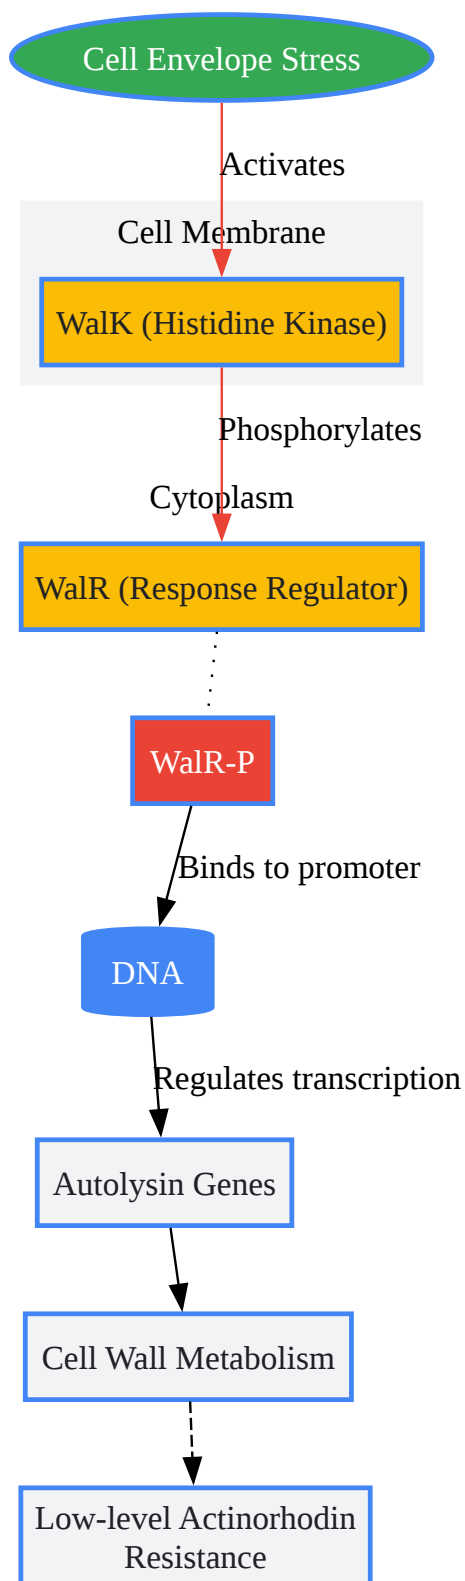 Cell Envelope Stress
Activates
Cell Membrane
WalK (Histidine Kinase)
Phosphorylates
Cytoplasm
WalR (Response Regulator)
WalR-P
Binds to promoter
DNA
Regulates transcription
Autolysin Genes
Cell Wall Metabolism
Low-level Actinorhodin
Resistance